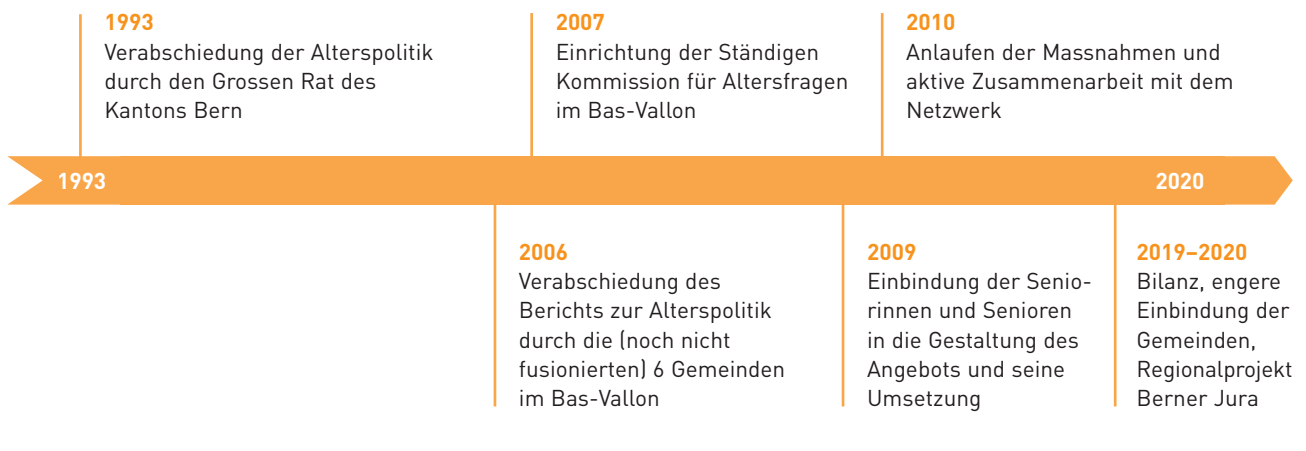 1993
Verabschiedung der Alterspolitik
durch den Grossen Rat des
Kantons Bern
2007
Einrichtung der Ständigen
Kommission für Altersfragen
im Bas-Vallon
2010
Anlaufen der Massnahmen und
aktive Zusammenarbeit mit dem
Netzwerk
1993
2020
2006
Verabschiedung des
Berichts zur Alterspolitik
durch die (noch nicht
fusionierten) 6 Gemeinden
im Bas-Vallon
2009
Einbindung der Senio-
rinnen und Senioren
in die Gestaltung des
Angebots und seine
Umsetzung
2019–2020
Bilanz, engere
Einbindung der
Gemeinden,
Regionalprojekt
Berner Jura